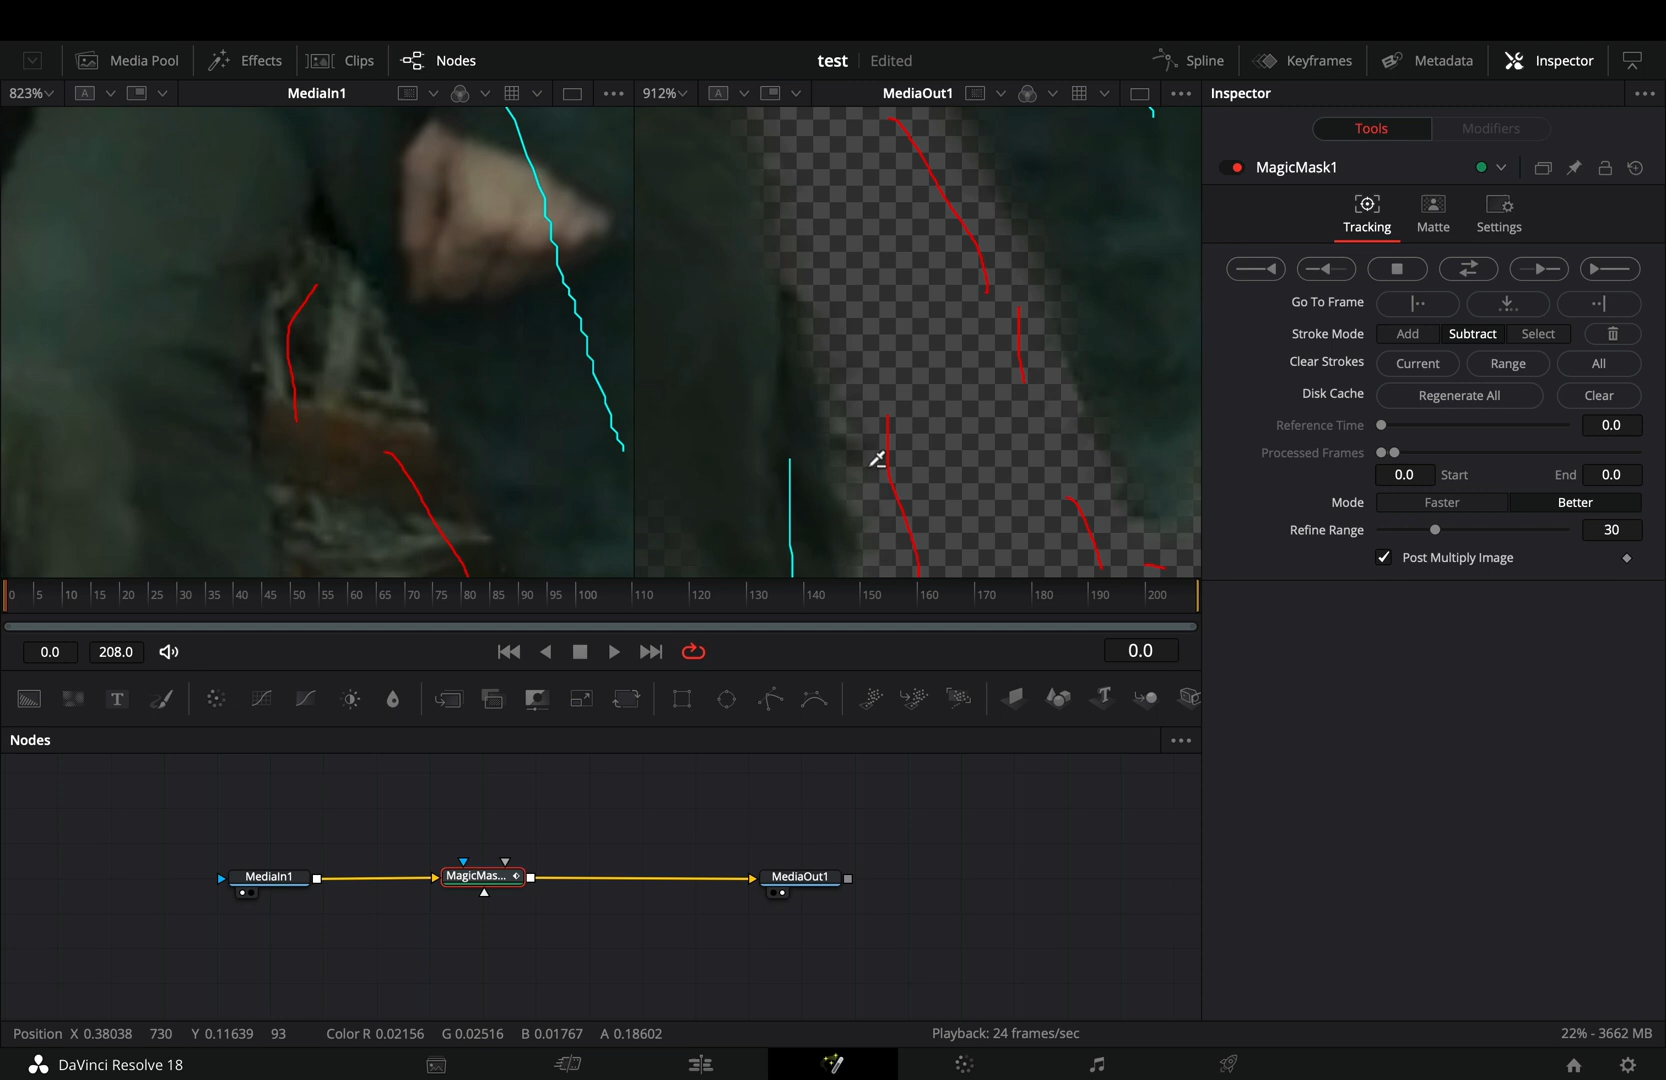 Media Pool Effects Clips Nodes test Edited Spline Keyframes Metadata Inspector
823% A MediaIn1 912% A MediaOut1 Inspector
Tools Modifiers
MagicMask1
Tracking Matte Settings
Go To Frame
Stroke Mode Add Subtract Select
Clear Strokes Current Range All
Disk Cache Regenerate All Clear
Reference Time 0.0
Processed Frames
0.0 Start End 0.0
Mode Faster Better
Refine Range 30
Post Multiply Image
0 5 10 15 20 25 30 35 40 45 50 55 60 65 70 75 80 85 90 95 100 110 120 130 140 150 160 170 180 190 200
0.0 208.0 0.0
T T
Nodes
MediaIn1 MagicMas... MediaOut1
Position X 0.38038 730 Y 0.11639 93 Color R 0.02156 G 0.02516 B 0.01767 A 0.18602 Playback: 24 frames/sec 22% - 3662 MB
DaVinci Resolve 18